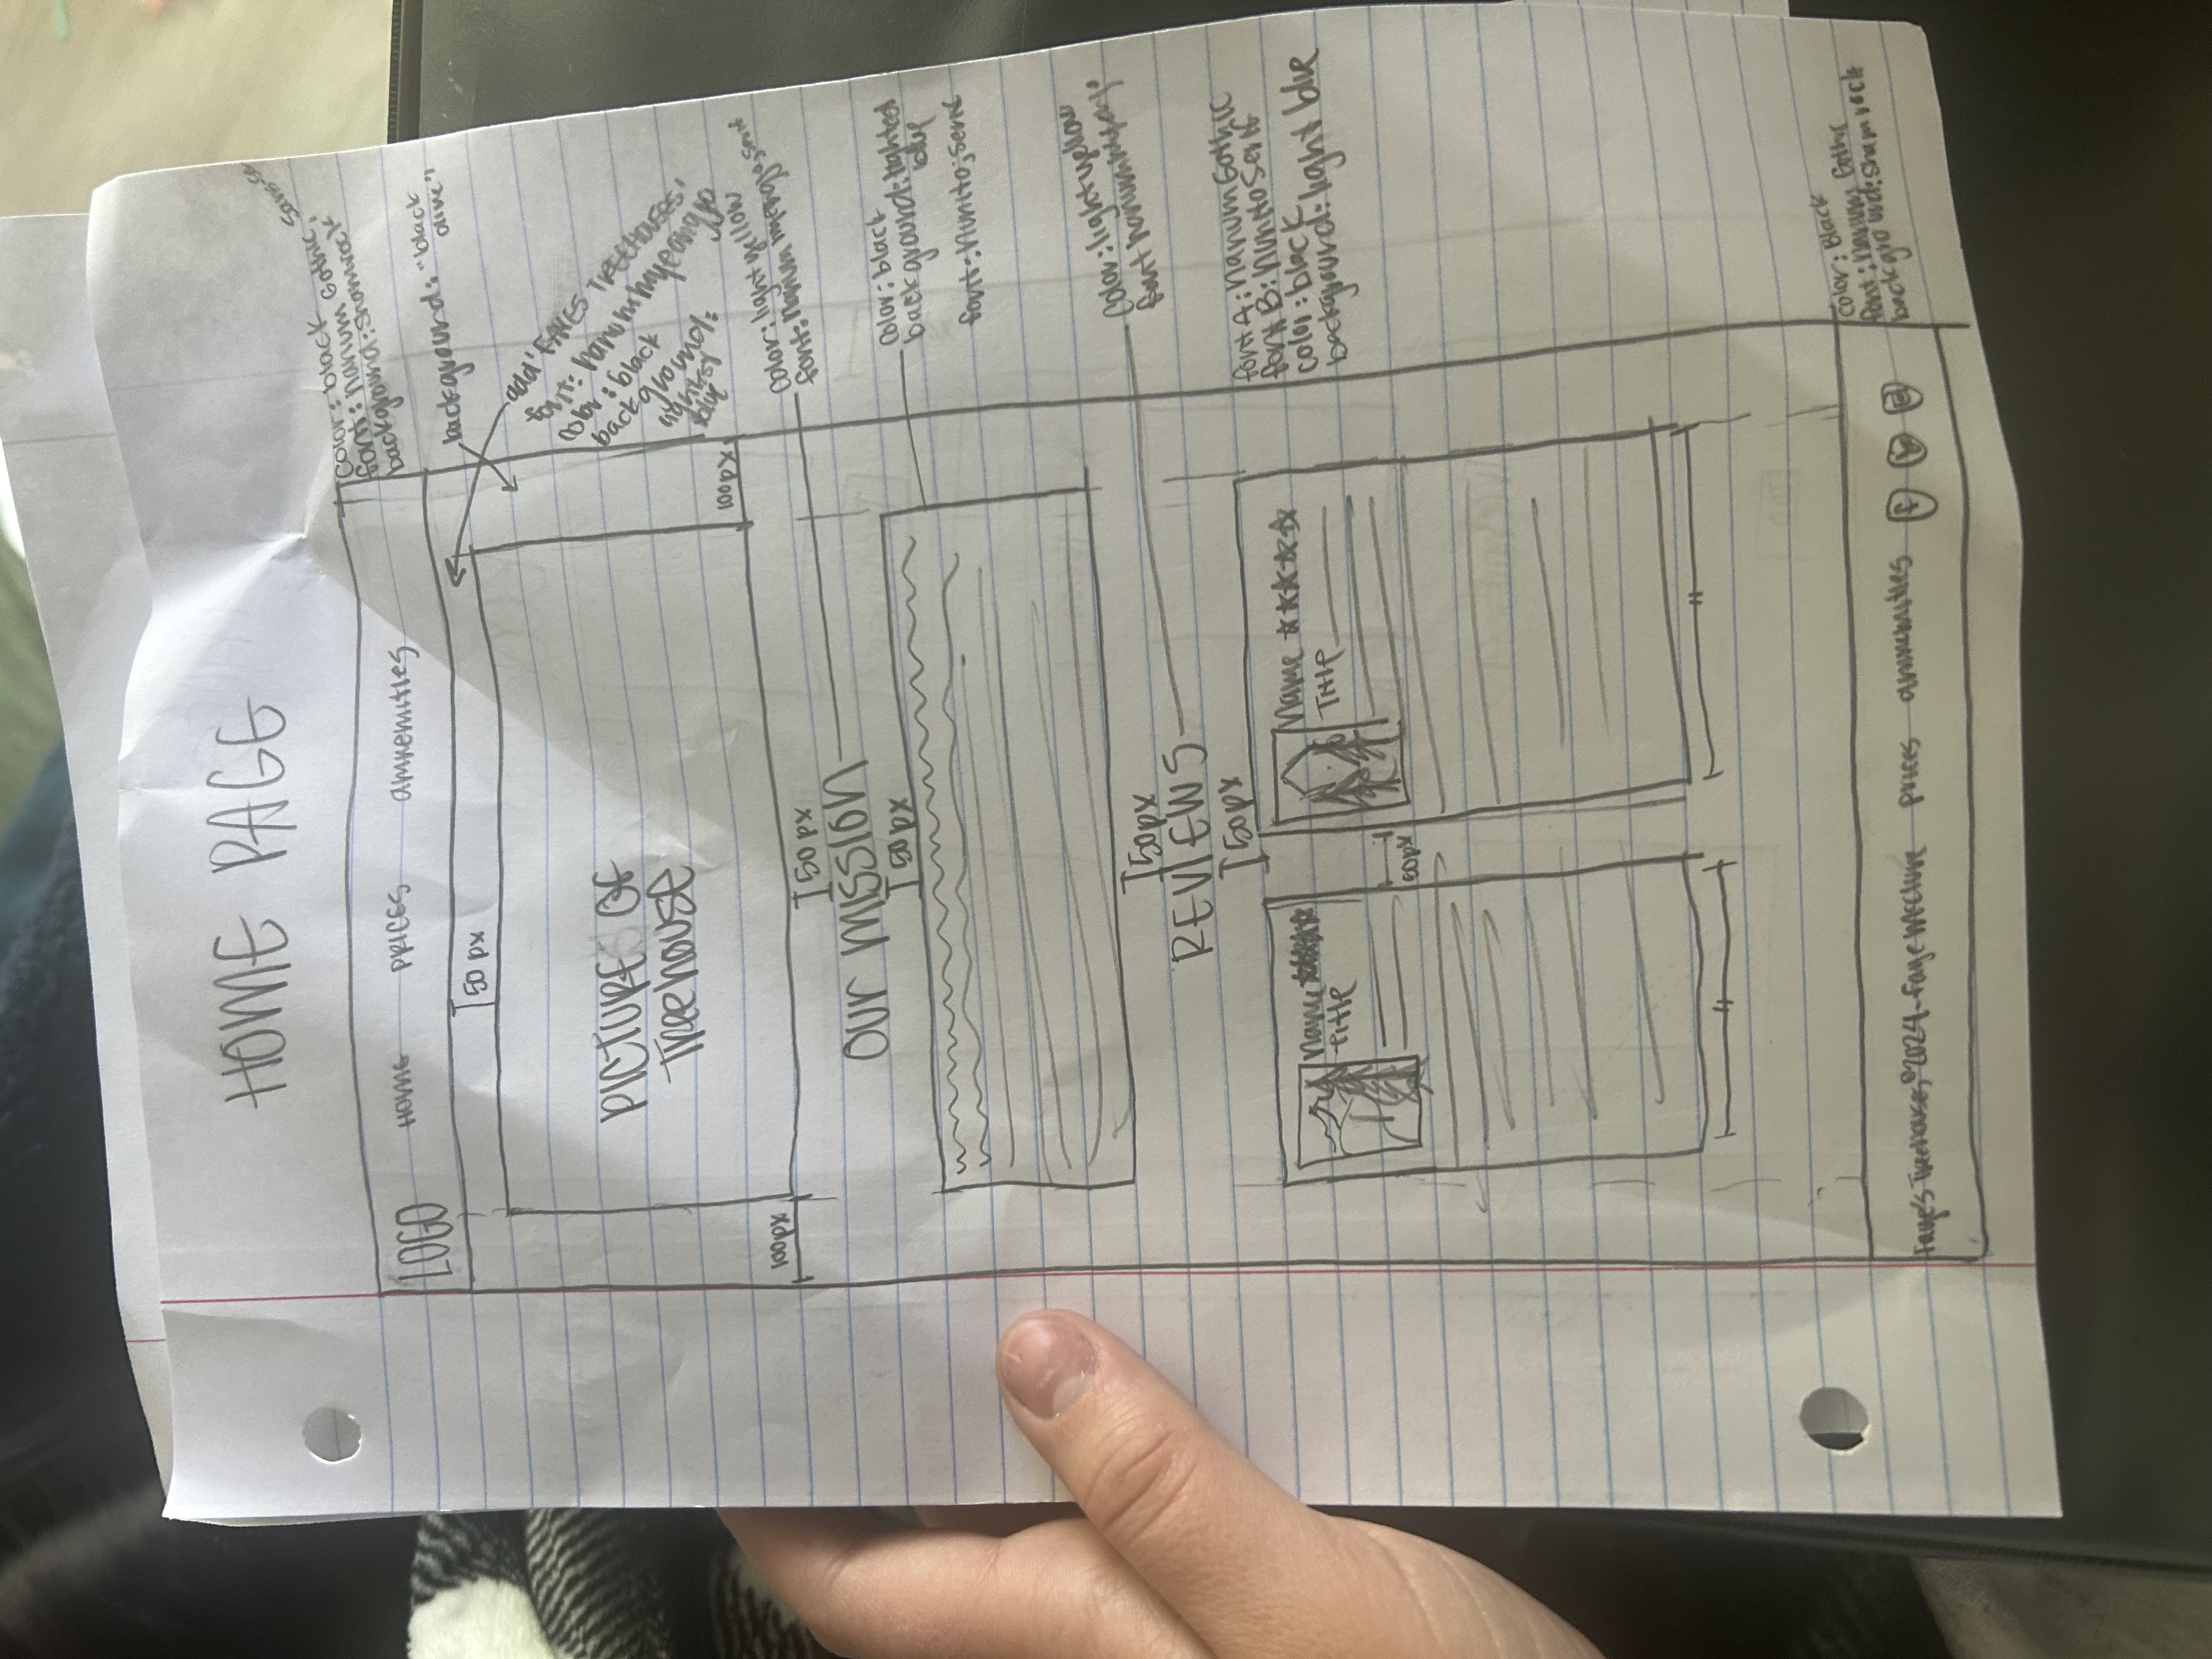 HOME PAGE
color: black
font: nanum Gothic, Sans-se
background: Shamrock
LOGO HOME PRICES amnemities
background: "black olive"
50 px
add 'FAYES TREEHOUSES'
font: nanum myeongjo
color: black
background:
lightest
blue
PICTURE OF
Treehouse
100px
100px
50 px
color: light yellow
font: Nanum myeongjo, serif
our mission
50 px
color: black
background: lightest
blue
font: Nunito; serif
50px
color: light yellow
font nanum myeongjo
REVIEWS
50px
font A: Nanum Gothic
font B: Nunito Serif
color: black
background: light blue
Name
Title
Name
Title
50px
color: Black
font: Nanum Gothic
background: Shamrock
Faye's Treehouses, © 2024 - Faye McClure prices amnemities f